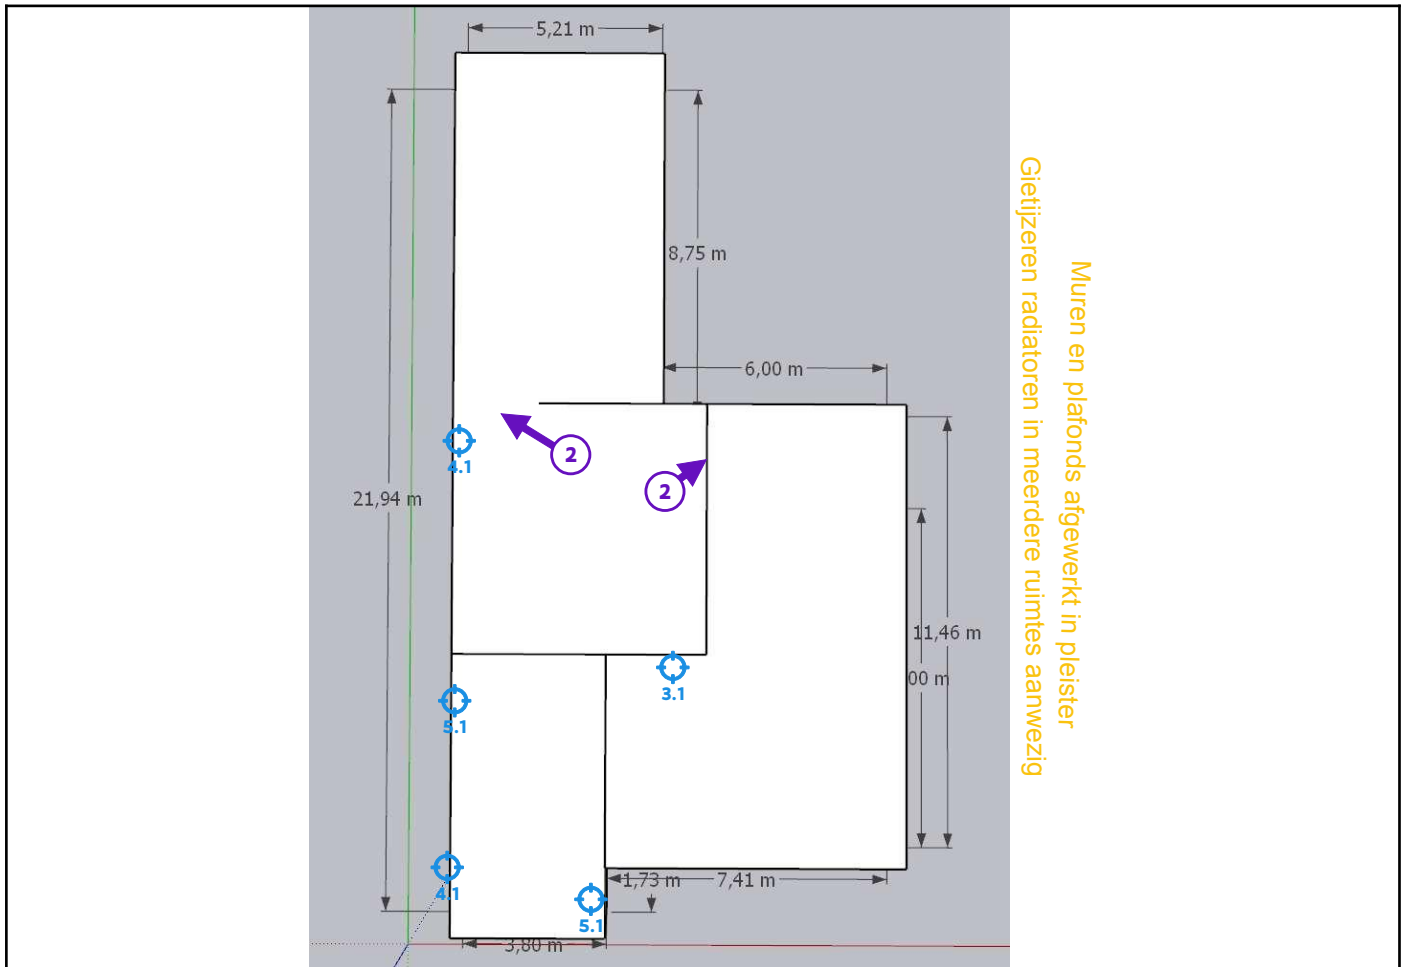 5,21 m
8,75 m
6,00 m
4.1
2
2
21,94 m
11,46 m
00 m
3.1
5.1
4.1
1,73 m
7,41 m
5.1
3,80 m
Muren en plafonds afgewerkt in pleister
Gietijzeren radiatoren in meerdere ruimtes aanwezig